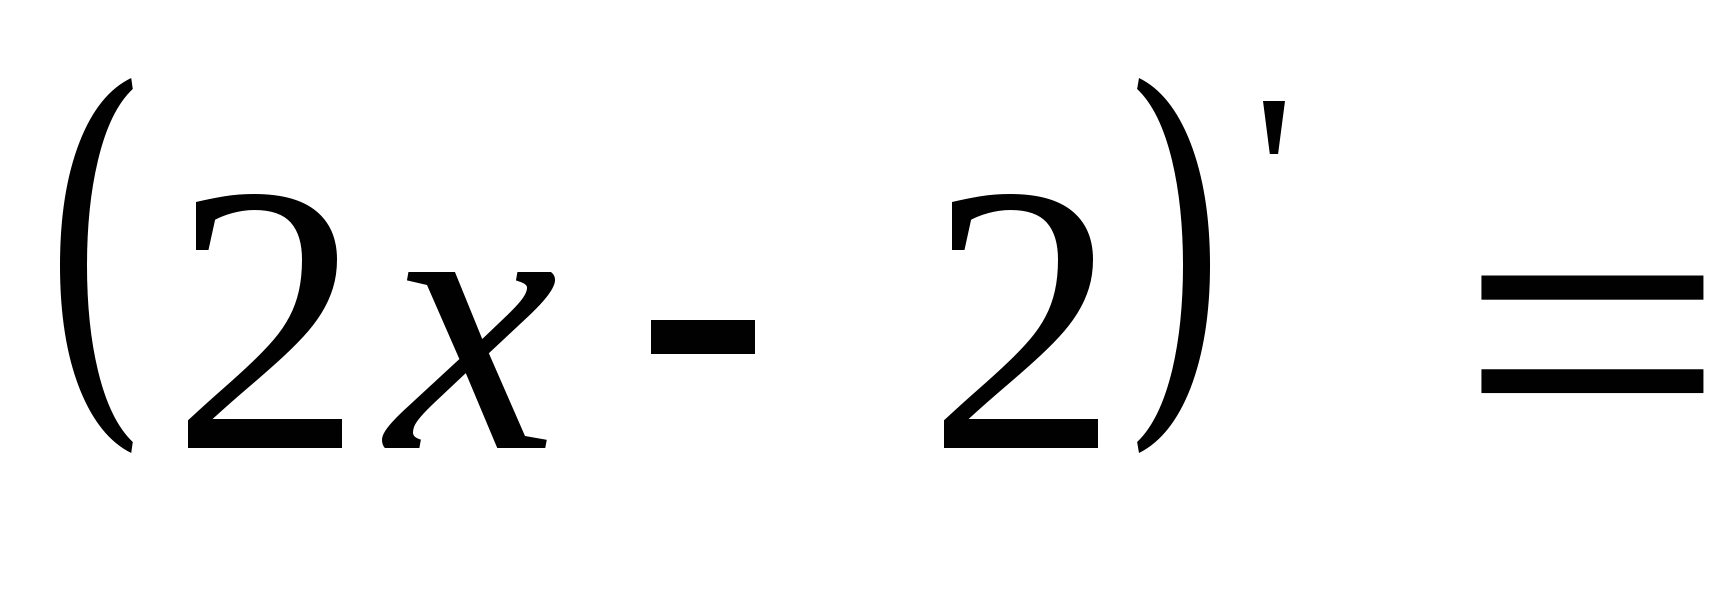 (2x - 2)' =